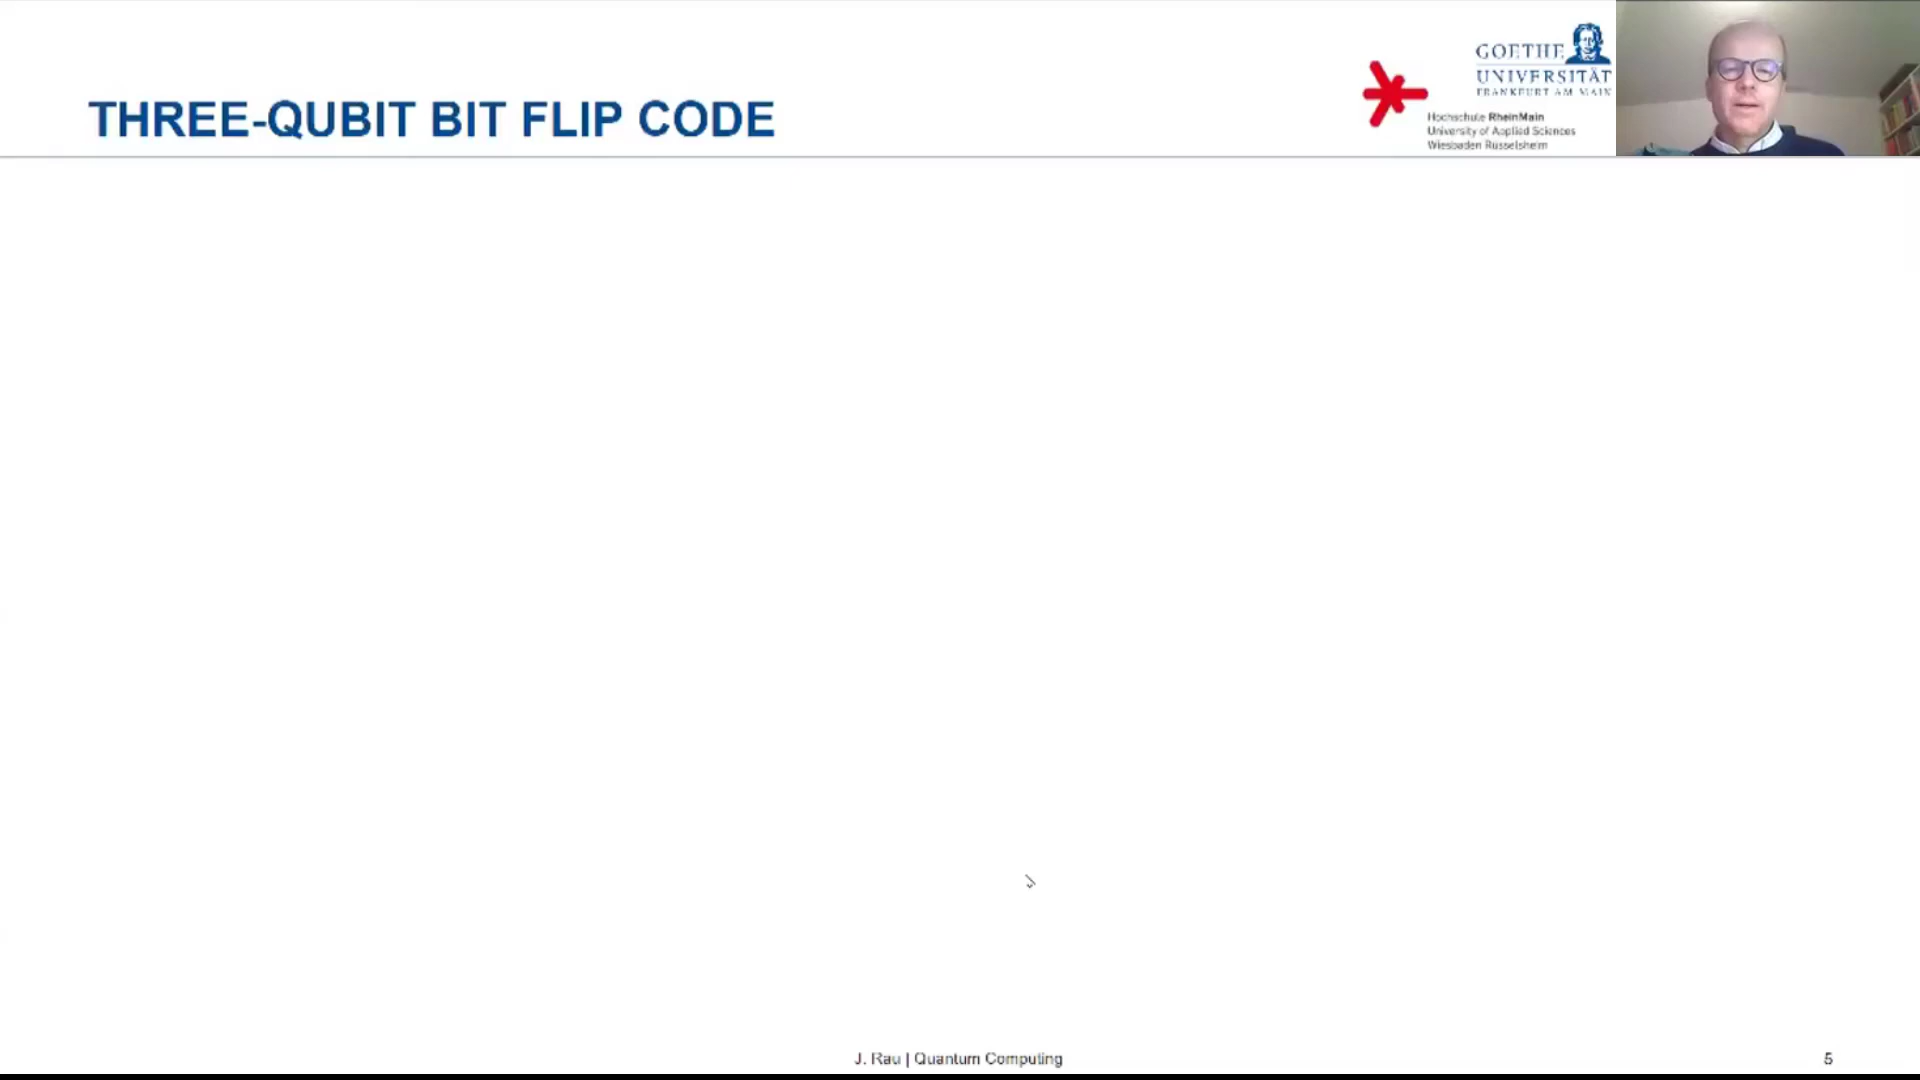 THREE-QUBIT BIT FLIP CODE
GOETHE
UNIVERSITÄT
FRANKFURT AM MAIN
Hochschule RheinMain
University of Applied Sciences
Wiesbaden Rüsselsheim
J. Rau | Quantum Computing
5